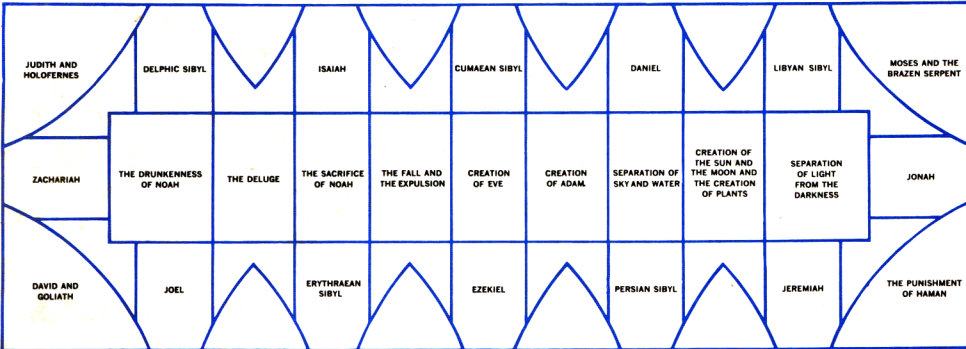 JUDITH AND
HOLOFERNES
DELPHIC SIBYL
ISAIAH
CUMAEAN SIBYL
DANIEL
LIBYAN SIBYL
MOSES AND THE
BRAZEN SERPENT
ZACHARIAH
THE DRUNKENNESS
OF NOAH
THE DELUGE
THE SACRIFICE
OF NOAH
THE FALL AND
THE EXPULSION
CREATION
OF EVE
CREATION
OF ADAM.
SEPARATION OF
SKY AND WATER
CREATION OF
THE SUN AND
THE MOON AND
THE CREATION
OF PLANTS
SEPARATION
OF LIGHT
FROM THE
DARKNESS
JONAH
DAVID AND
GOLIATH
JOEL
ERYTHRAEAN
SIBYL
EZEKIEL
PERSIAN SIBYL
JEREMIAH
THE PUNISHMENT
OF HAMAN